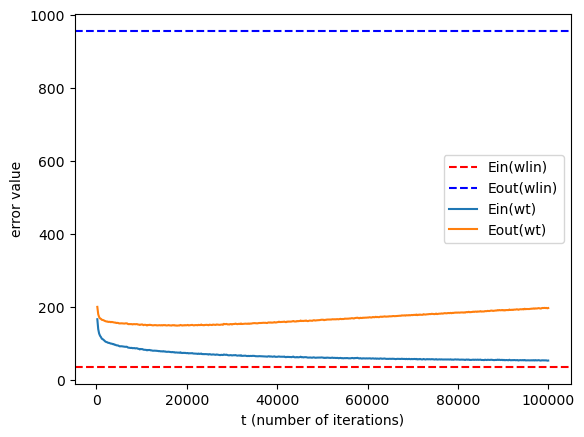 1000
800
600
400
200
0
error value
Ein(wlin)
Eout(wlin)
Ein(wt)
Eout(wt)
0 20000 40000 60000 80000 100000
t (number of iterations)